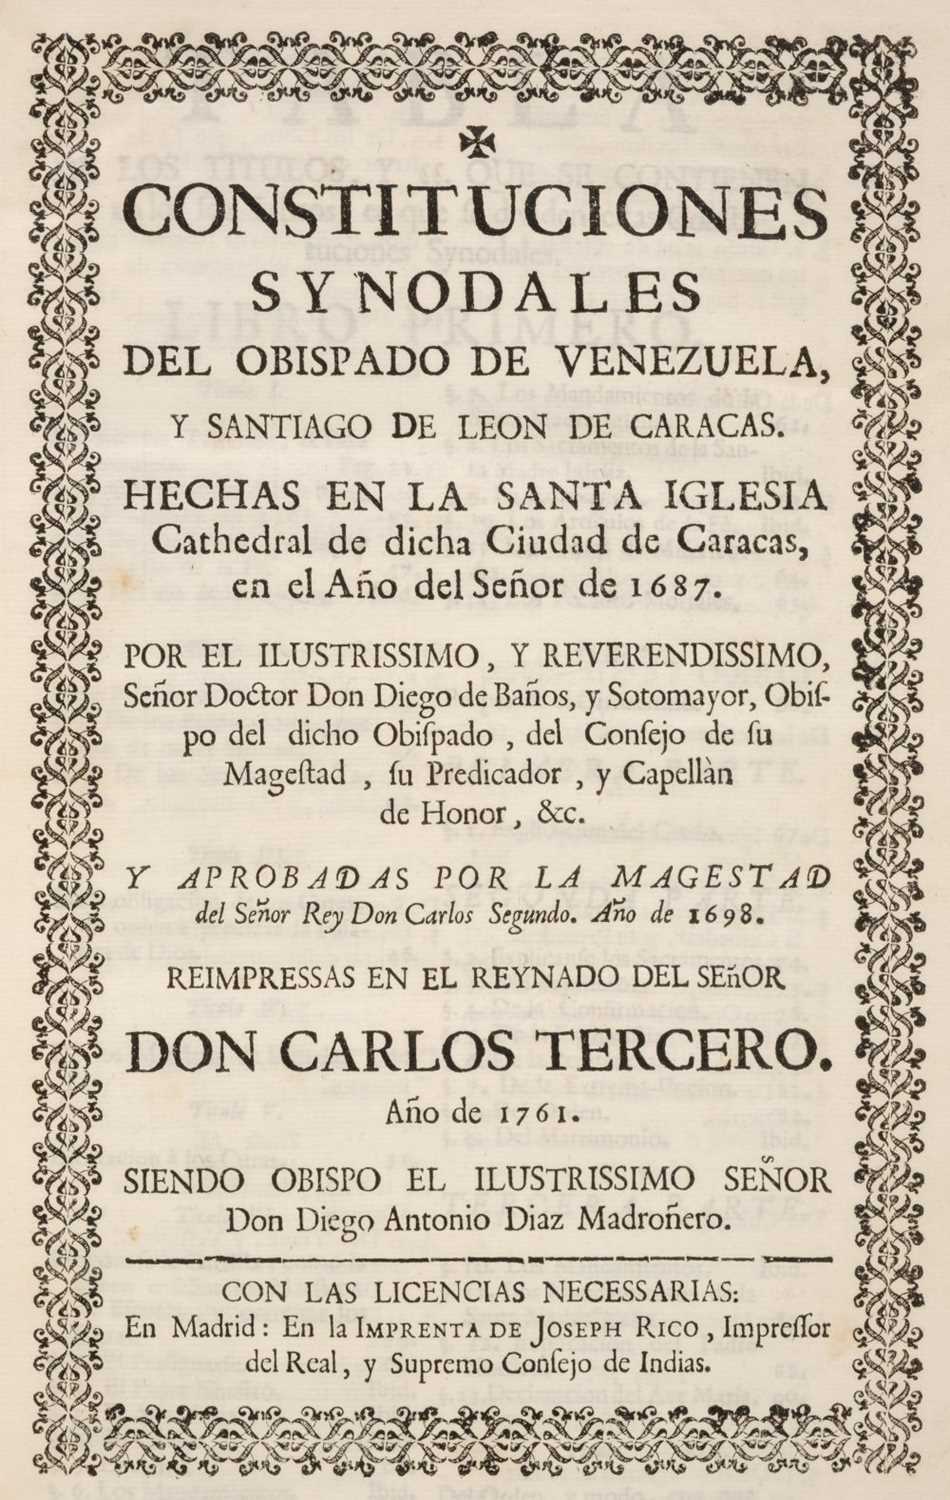 ✠
CONSTITUCIONES
SYNODALES
DEL OBISPADO DE VENEZUELA,
Y SANTIAGO DE LEON DE CARACAS.
HECHAS EN LA SANTA IGLESIA
Cathedral de dicha Ciudad de Caracas,
en el Año del Señor de 1687.
POR EL ILUSTRISSIMO, Y REVERENDISSIMO,
Señor Doctor Don Diego de Baños, y Sotomayor, Obiſ-
po del dicho Obiſpado , del Conſejo de ſu
Mageſtad , ſu Predicador , y Capellàn
de Honor, &c.
Y APROBADAS POR LA MAGESTAD
del Señor Rey Don Carlos Segundo. Año de 1698.
REIMPRESSAS EN EL REYNADO DEL SEñOR
DON CARLOS TERCERO.
Año de 1761.
SIENDO OBISPO EL ILUSTRISSIMO SEÑOR
Don Diego Antonio Diaz Madroñero.
CON LAS LICENCIAS NECESSARIAS:
En Madrid: En la IMPRENTA DE JOSEPH RICO, Impreſſor
del Real, y Supremo Conſejo de Indias.